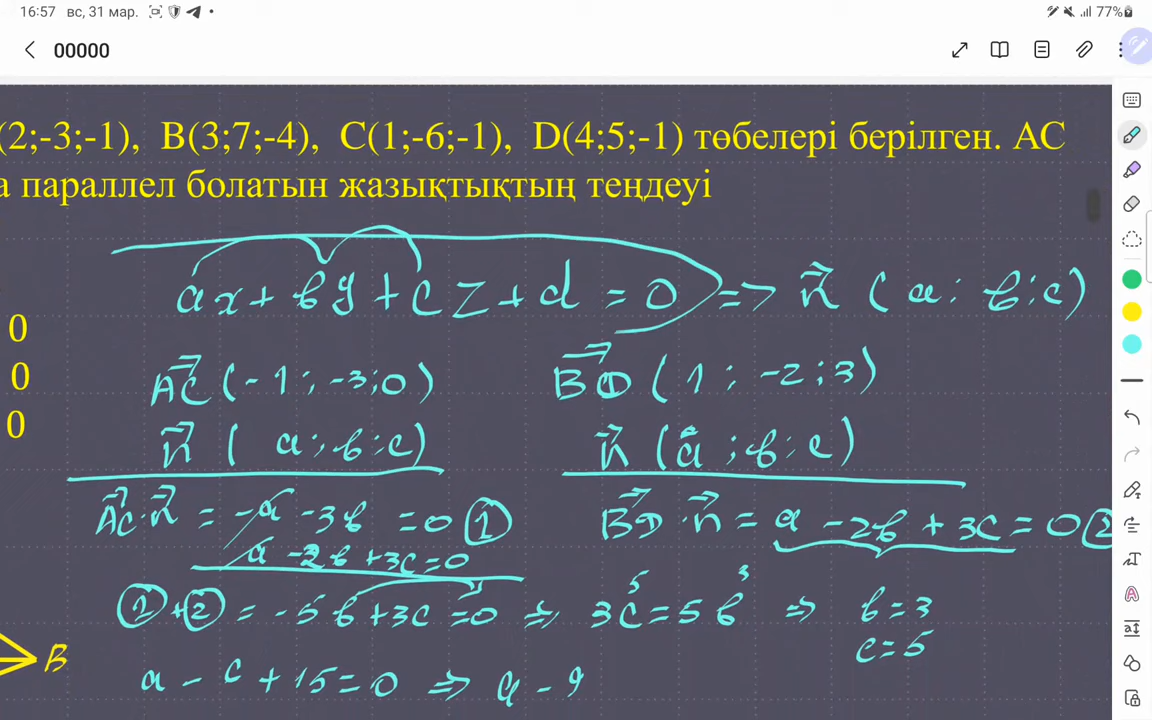 16:57 вс, 31 мар. 77%
00000
(2;-3;-1), B(3;7;-4), C(1;-6;-1), D(4;5;-1) төбелері берілген. AC
а параллел болатын жазықтықтың теңдеуі
ax + by + cz + d = 0 => n (a; b; c)
0
0
0
AC (-1; -3; 0) BD (1; -2; 3)
n (a; b; c) n (a; b; c)
AC · n = -a - 3b = 0 ① BD · n = a - 2b + 3c = 0 ②
a - 2b + 3c = 0
① + ② = -5b + 3c = 0 => 3c = 5b => b = 3
5 3
c = 5
B
a - 6 + 15 = 0 => a - 9